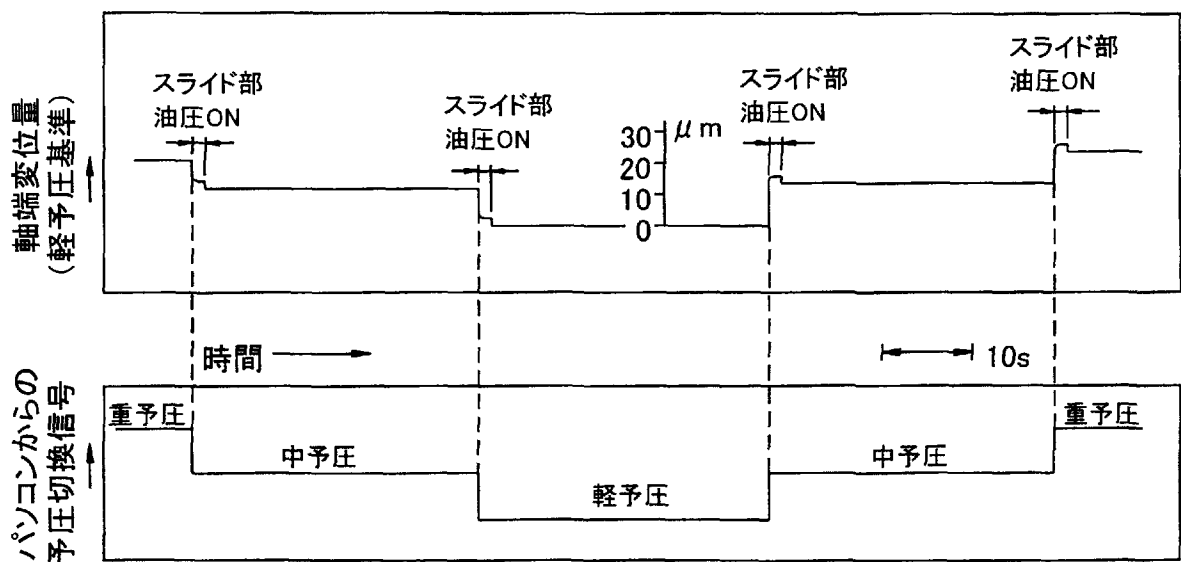 軸端変位量
(軽予圧基準)
スライド部
油圧ON
スライド部
油圧ON
スライド部
油圧ON
スライド部
油圧ON
30 μm
20
10
0
時間
10s
パソコンからの
予圧切換信号
重予圧
中予圧
軽予圧
中予圧
重予圧